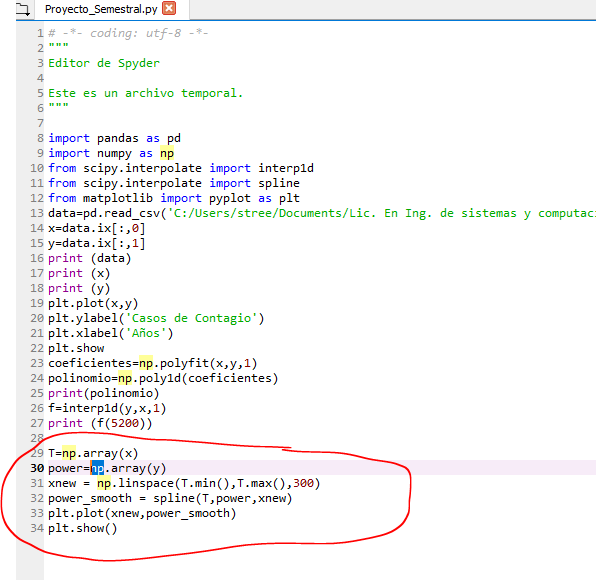 Proyecto_Semestral.py
1 # -*- coding: utf-8 -*-
2 """
3 Editor de Spyder
4
5 Este es un archivo temporal.
6 """
7
8 import pandas as pd
9 import numpy as np
10 from scipy.interpolate import interp1d
11 from scipy.interpolate import spline
12 from matplotlib import pyplot as plt
13 data=pd.read_csv('C:/Users/stree/Documents/Lic. En Ing. de sistemas y computaci
14 x=data.ix[:,0]
15 y=data.ix[:,1]
16 print (data)
17 print (x)
18 print (y)
19 plt.plot(x,y)
20 plt.ylabel('Casos de Contagio')
21 plt.xlabel('Años')
22 plt.show
23 coeficientes=np.polyfit(x,y,1)
24 polinomio=np.poly1d(coeficientes)
25 print(polinomio)
26 f=interp1d(y,x,1)
27 print (f(5200))
28
29 T=np.array(x)
30 power=np.array(y)
31 xnew = np.linspace(T.min(),T.max(),300)
32 power_smooth = spline(T,power,xnew)
33 plt.plot(xnew,power_smooth)
34 plt.show()